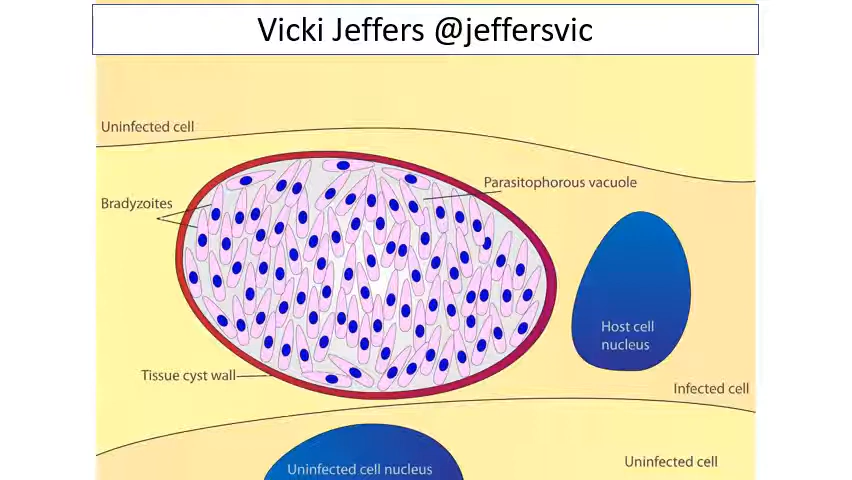 Vicki Jeffers @jeffersvic
Uninfected cell
Parasitophorous vacuole
Bradyzoites
Host cell
nucleus
Tissue cyst wall
Infected cell
Uninfected cell
Uninfected cell nucleus